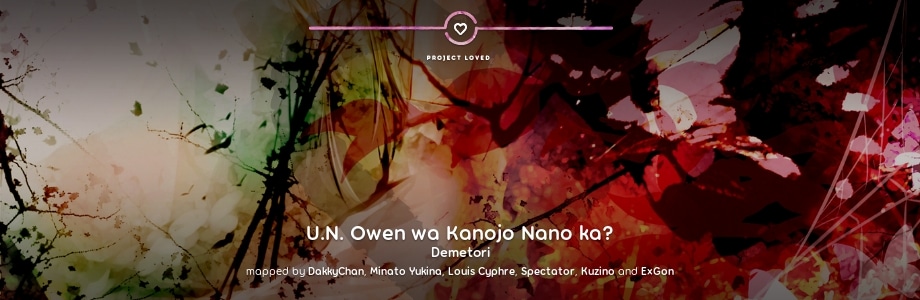 PROJECT LOVED
U.N. Owen wa Kanojo Nano ka?
Demetori
mapped by DakkyChan, Minato Yukina, Louis Cyphre, Spectator, Kuzino and ExGon